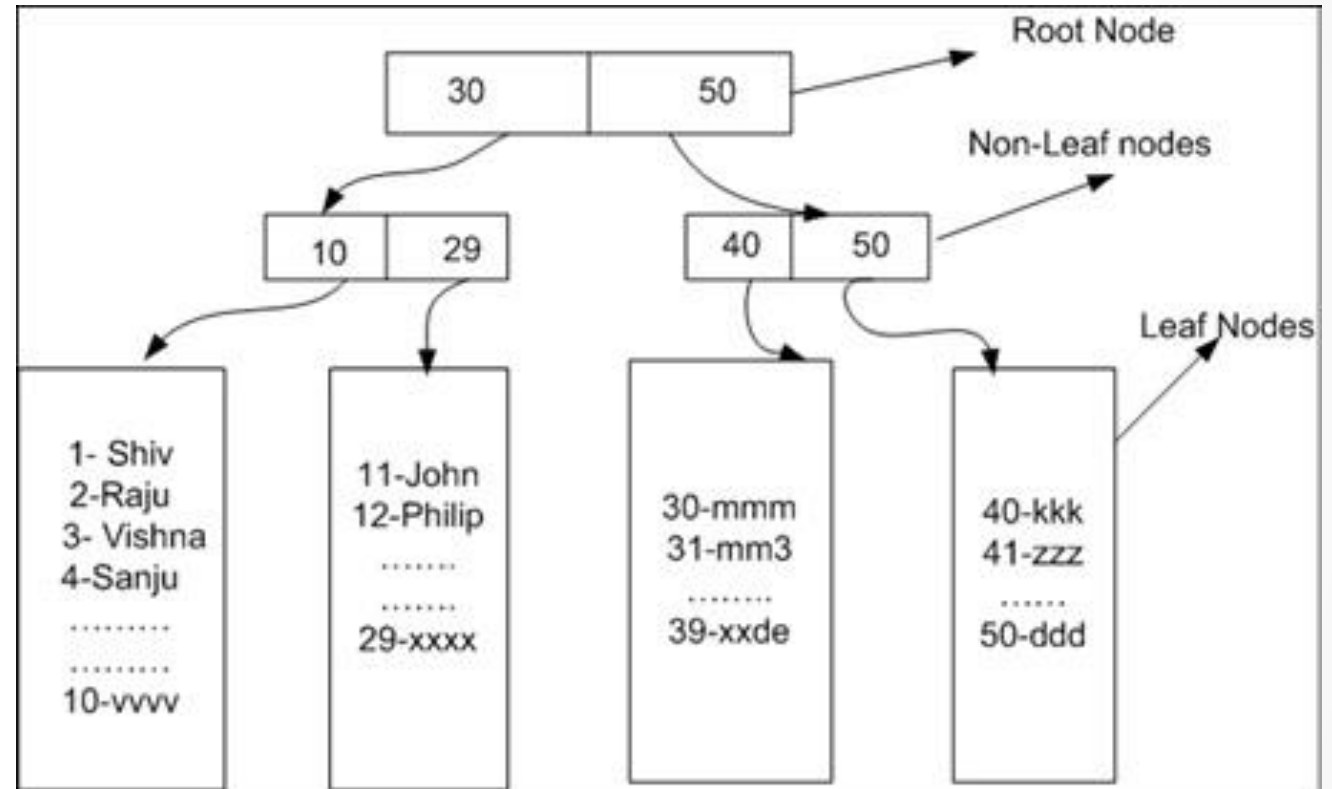 Root Node
30 50
Non-Leaf nodes
10 29
40 50
Leaf Nodes
1- Shiv
2-Raju
3- Vishna
4-Sanju
.........
.........
10-vvvv
11-John
12-Philip
.......
.......
29-xxxx
30-mmm
31-mm3
........
39-xxde
40-kkk
41-zzz
......
50-ddd